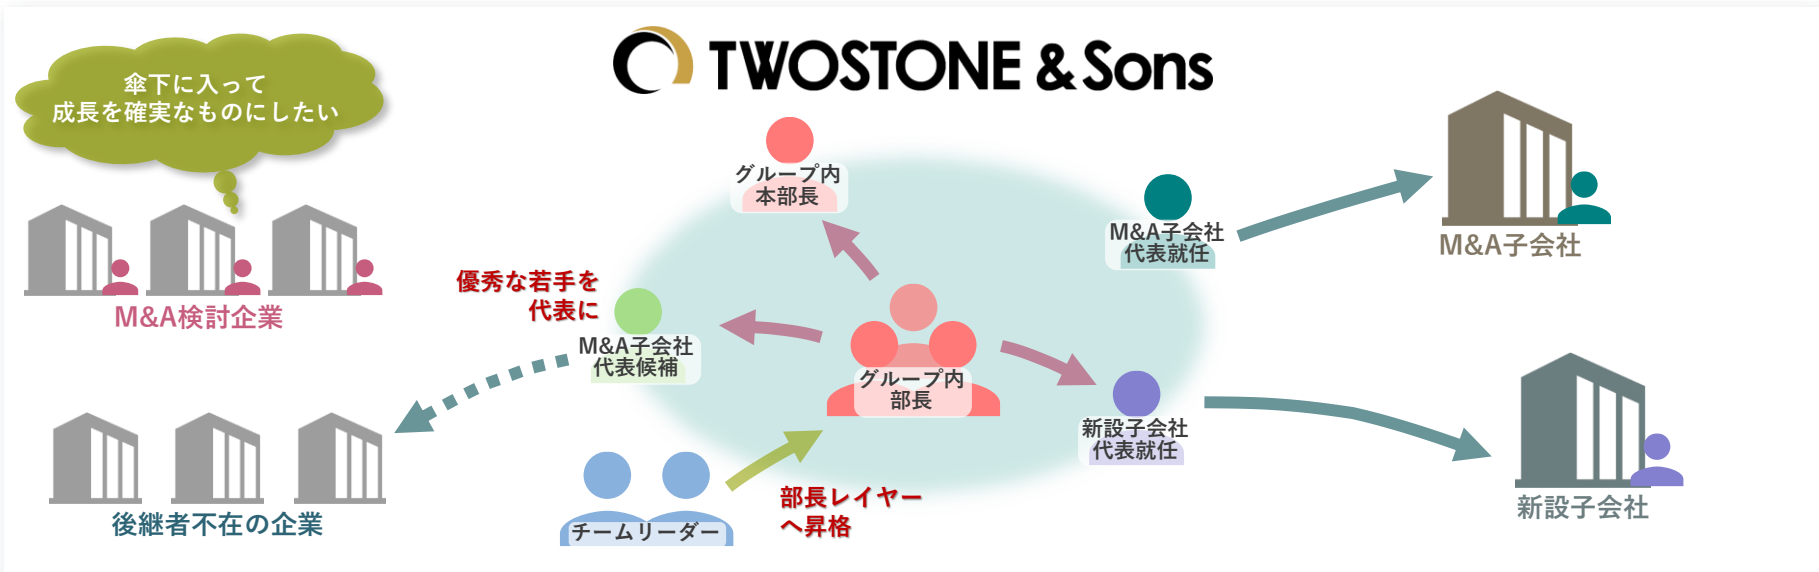 TWOSTONE & Sons
傘下に入って
成長を確実なものにしたい
M&A検討企業
後継者不在の企業
グループ内
本部長
優秀な若手を
代表に
M&A子会社
代表候補
グループ内
部長
チームリーダー
部長レイヤー
へ昇格
M&A子会社
代表就任
新設子会社
代表就任
M&A子会社
新設子会社